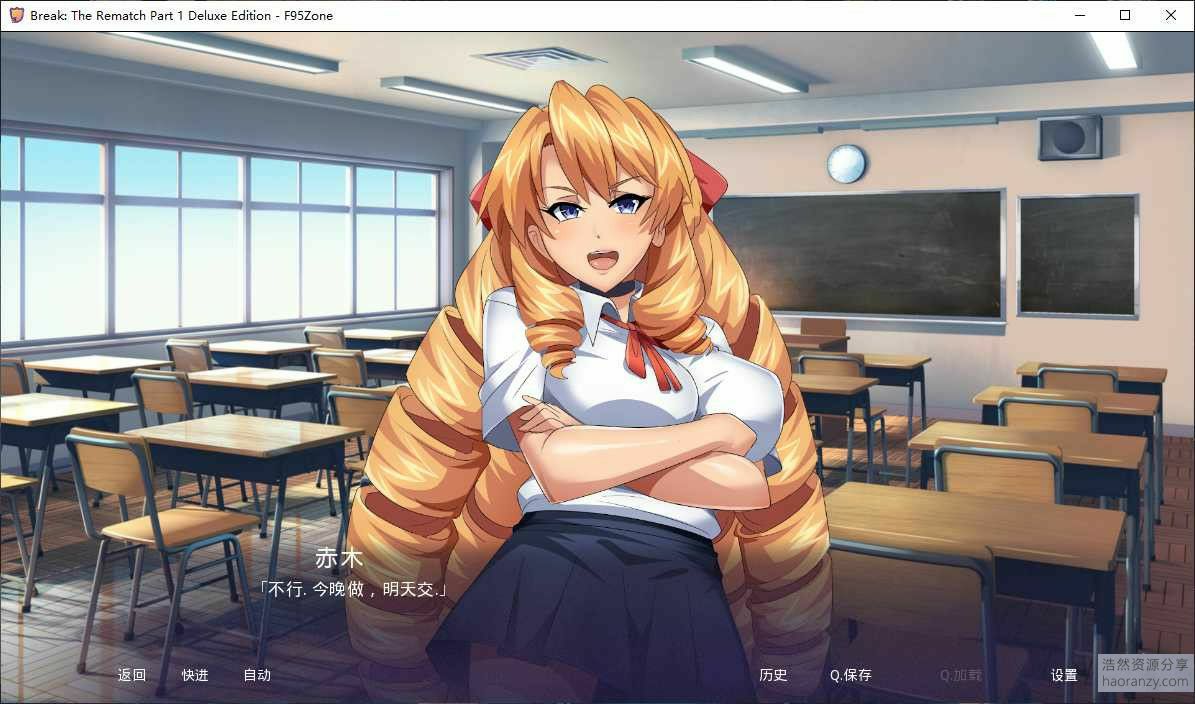 Break: The Rematch Part 1 Deluxe Edition - F95Zone
赤木
「不行. 今晚做，明天交.」
返回
快进
自动
历史
Q.保存
Q.加载
设置
浩然资源分享
haoranzy.com